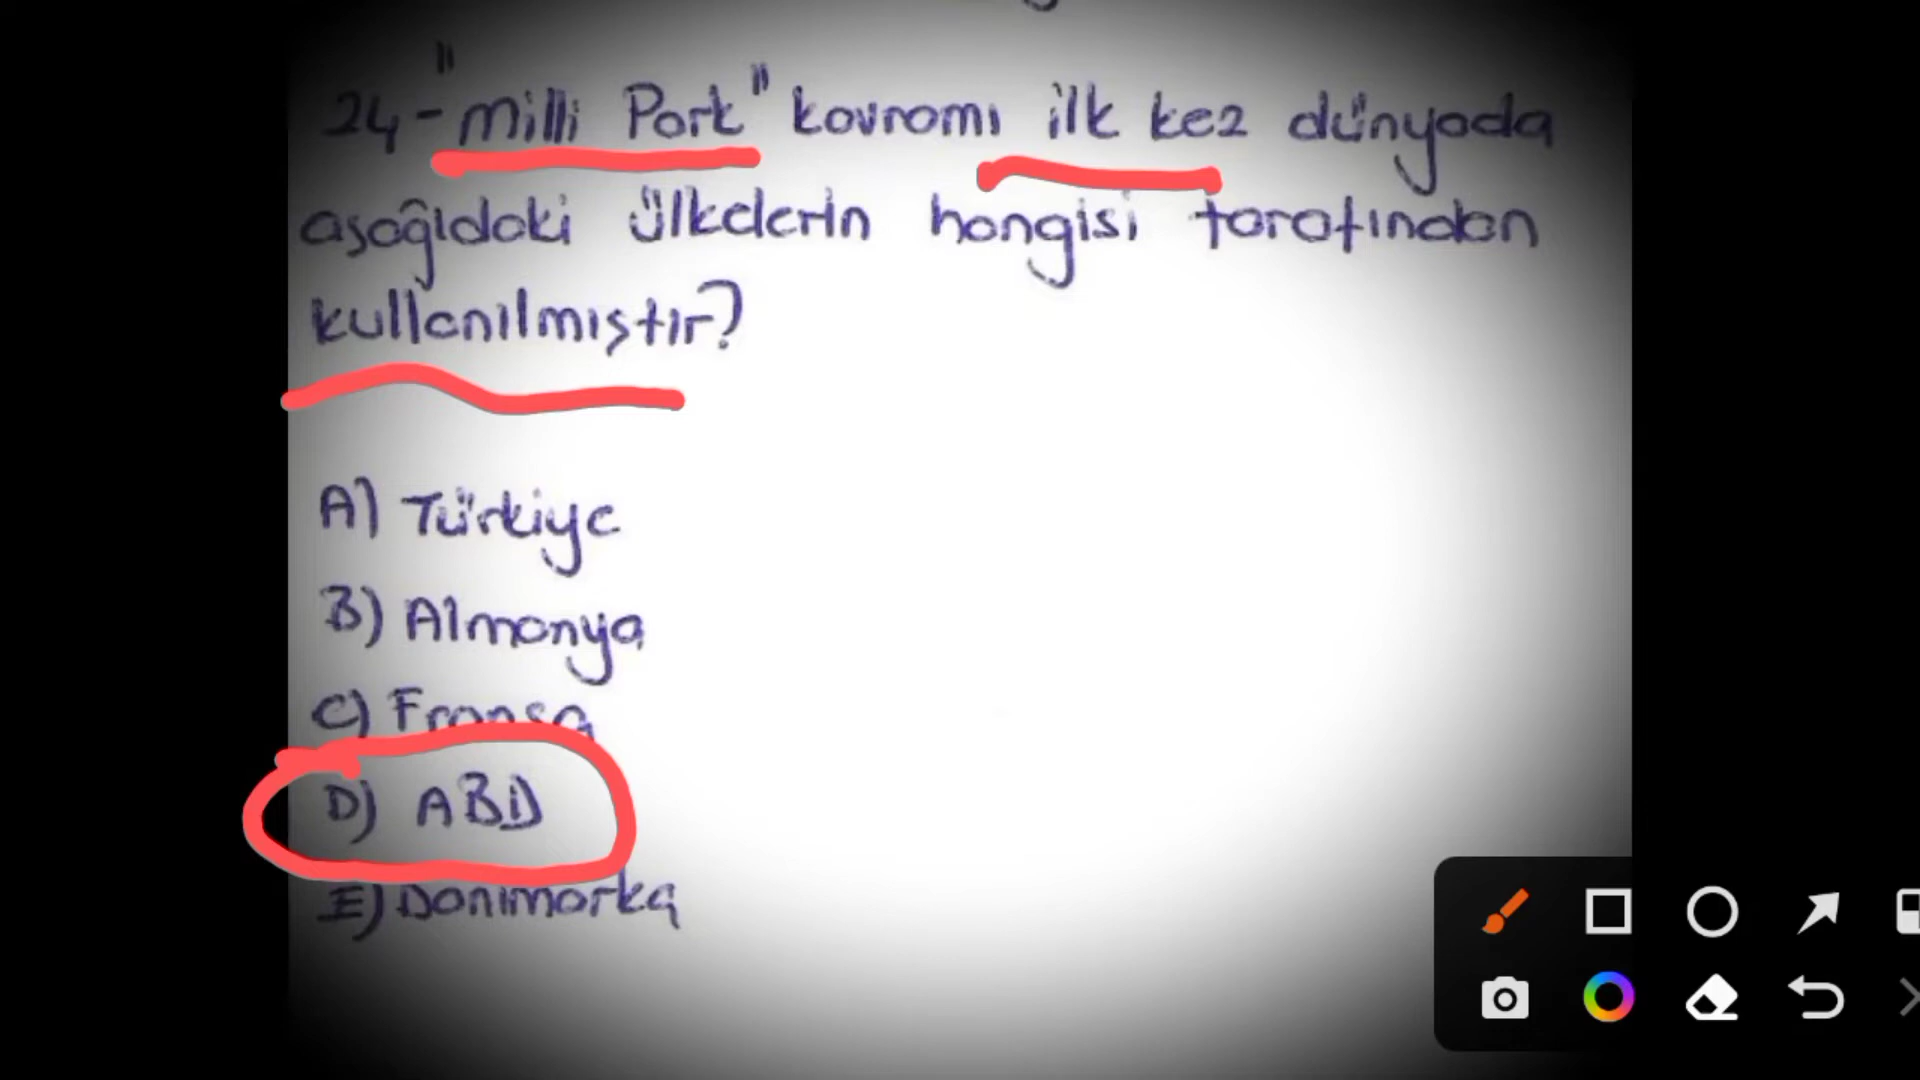 24-"Milli Park" kavramı ilk kez dünyada
aşağıdaki ülkelerin hangisi tarafından
kullanılmıştır?
A) Türkiye
B) Almanya
C) Fransa
D) ABD
E) Danimarka